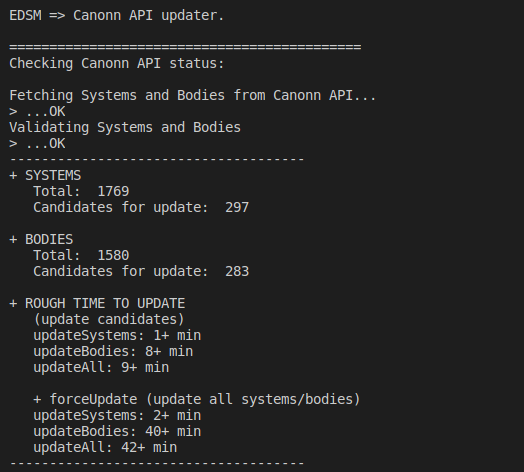 EDSM => Canonn API updater.
============================================
Checking Canonn API status:
Fetching Systems and Bodies from Canonn API...
> ...OK
Validating Systems and Bodies
> ...OK
-------------------------------------
+ SYSTEMS
Total:  1769
Candidates for update:  297
+ BODIES
Total:  1580
Candidates for update:  283
+ ROUGH TIME TO UPDATE
(update candidates)
updateSystems: 1+ min
updateBodies: 8+ min
updateAll: 9+ min
+ forceUpdate (update all systems/bodies)
updateSystems: 2+ min
updateBodies: 40+ min
updateAll: 42+ min
-------------------------------------